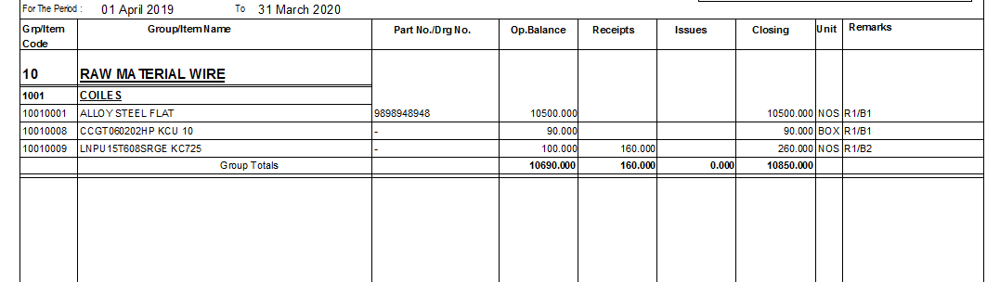 For The Period : 01 April 2019 To 31 March 2020
Grp/Item Code Group/Item Name Part No./Drg No. Op.Balance Receipts Issues Closing Unit Remarks
10 RAW MATERIAL WIRE
1001 COILES
10010001 ALLOY STEEL FLAT 9898948948 10500.000 10500.000 NOS R1/B1
10010008 CCGT060202HP KCU 10 - 90.000 90.000 BOX R1/B1
10010009 LNPU15T608SRGE KC725 - 100.000 160.000 260.000 NOS R1/B2
Group Totals 10690.000 160.000 0.000 10850.000